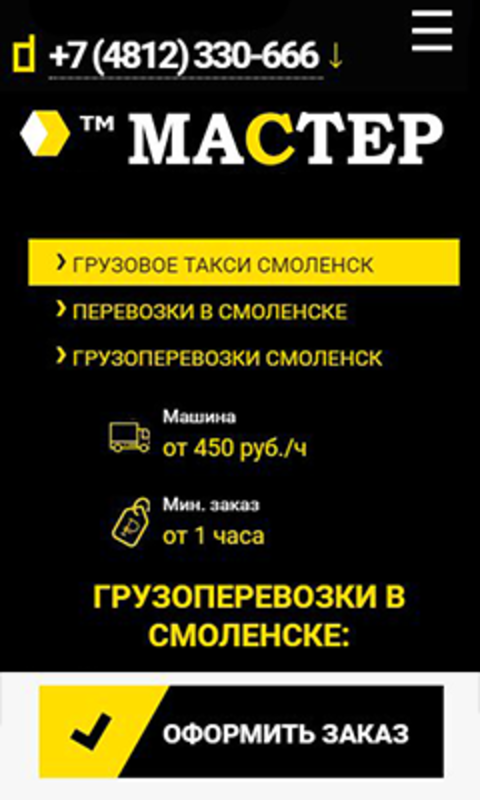 +7 (4812) 330-666 ↓
™ МАСТЕР
› ГРУЗОВОЕ ТАКСИ СМОЛЕНСК
› ПЕРЕВОЗКИ В СМОЛЕНСКЕ
› ГРУЗОПЕРЕВОЗКИ СМОЛЕНСК
Машина
от 450 руб./ч
Мин. заказ
от 1 часа
ГРУЗОПЕРЕВОЗКИ В
СМОЛЕНСКЕ:
ОФОРМИТЬ ЗАКАЗ